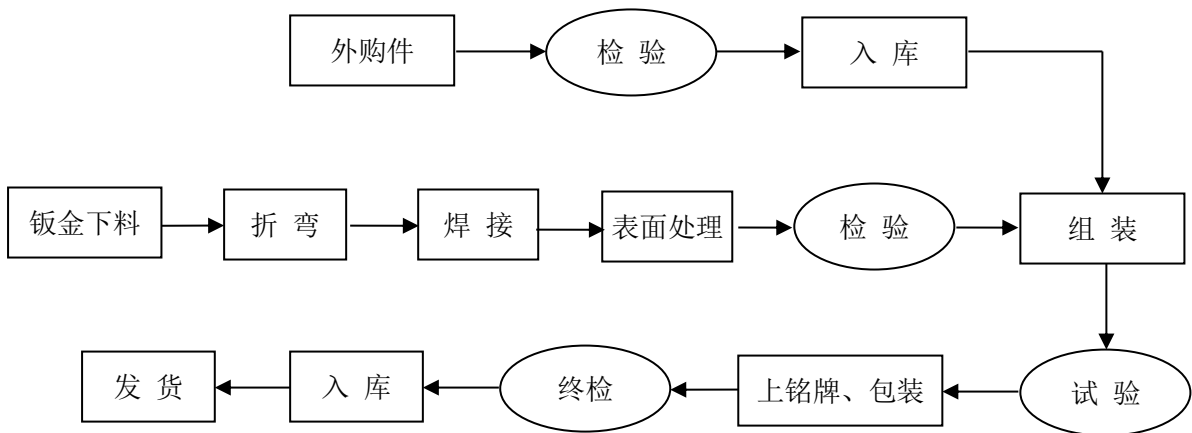 外购件
检 验
入 库
钣金下料
折 弯
焊 接
表面处理
检 验
组 装
发 货
入 库
终检
上铭牌、包装
试 验